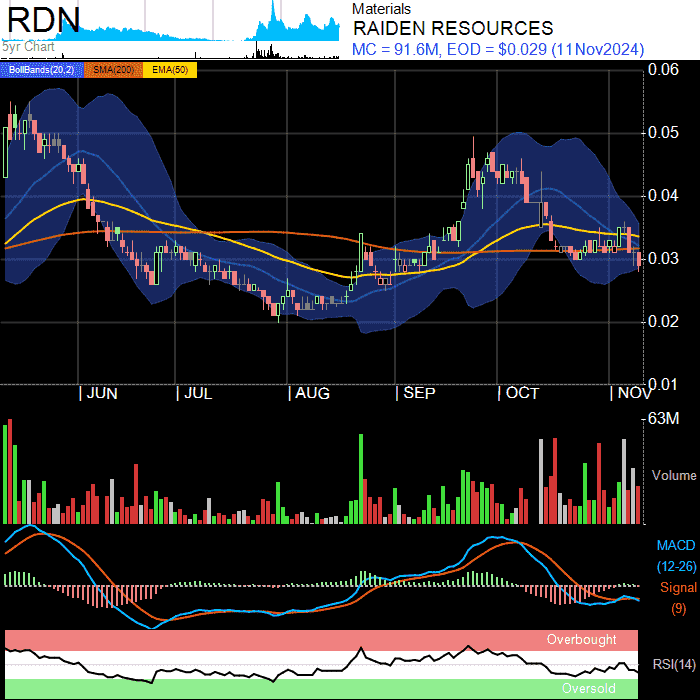 RDN
5yr Chart
Materials
RAIDEN RESOURCES
MC = 91.6M, EOD = $0.029 (11Nov2024)
BollBands(20,2) SMA(200) EMA(50)
0.06
0.05
0.04
0.03
0.02
0.01
| JUN | JUL | AUG | SEP | OCT | NOV
63M
Volume
MACD
(12-26)
Signal
(9)
Overbought
RSI(14)
Oversold